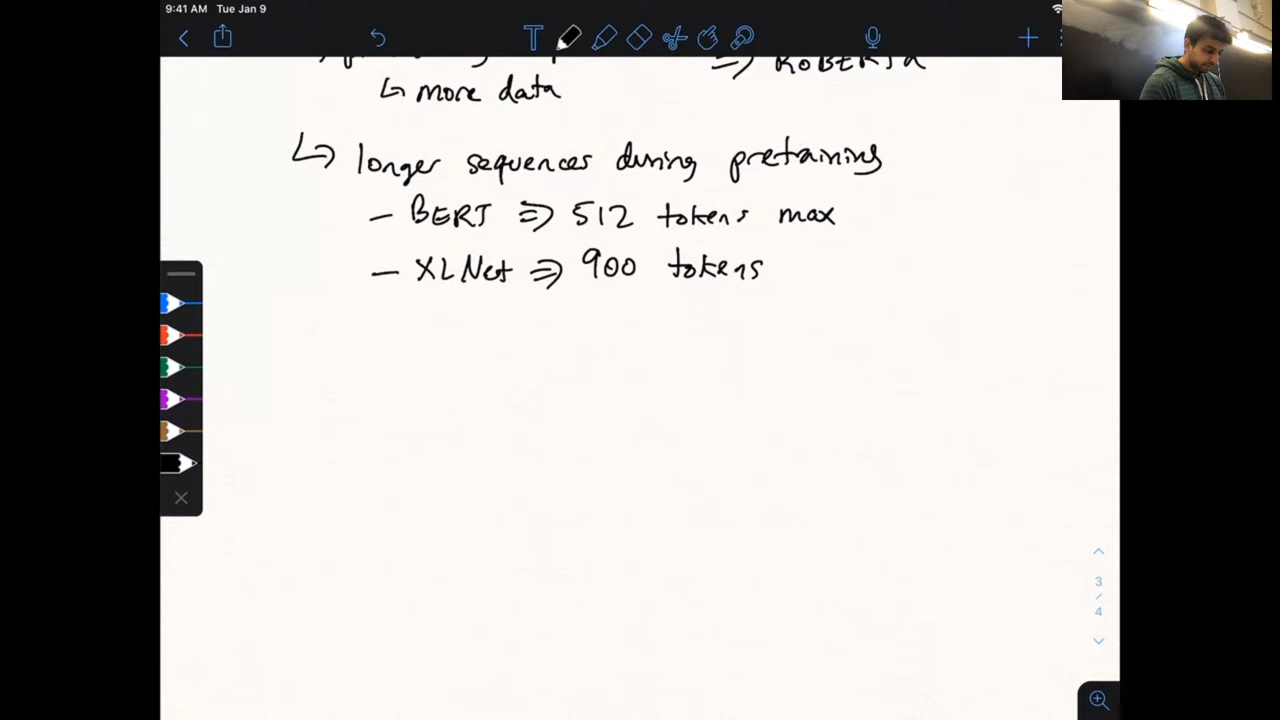 9:41 AM Tue Jan 9
⇒ RoBERTa
↳ more data
↳ longer sequences during pretraining
- BERT ⇒ 512 tokens max
- XLNet ⇒ 900 tokens
3
/
4